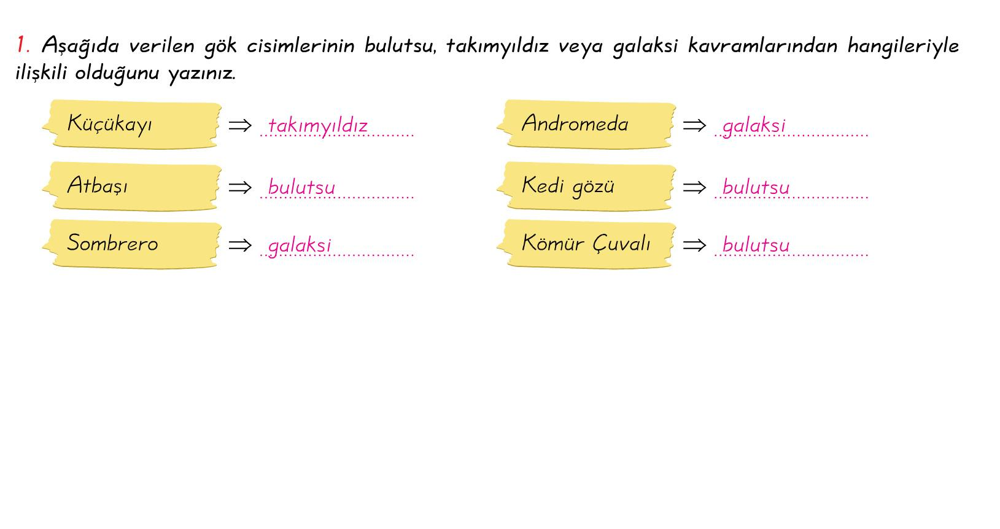 1. Aşağıda verilen gök cisimlerinin bulutsu, takımyıldız veya galaksi kavramlarından hangileriyle
ilişkili olduğunu yazınız.
Küçükayı ⇒ takımyıldız
Andromeda ⇒ galaksi
Atbaşı ⇒ bulutsu
Kedi gözü ⇒ bulutsu
Sombrero ⇒ galaksi
Kömür Çuvalı ⇒ bulutsu